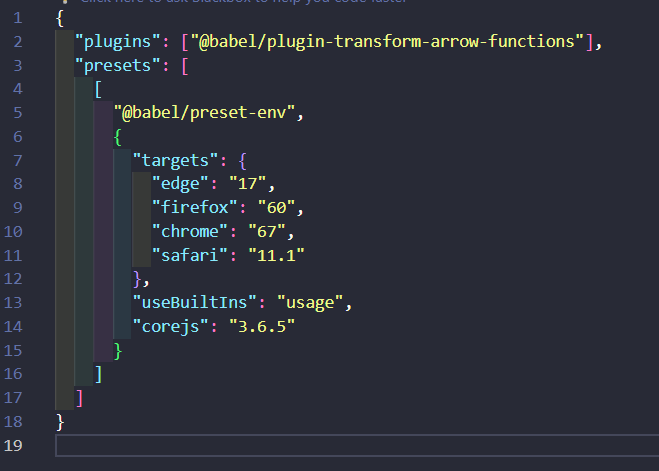 Click here to ask Blackbox to help you code faster
1 {
2 "plugins": ["@babel/plugin-transform-arrow-functions"],
3 "presets": [
4 [
5 "@babel/preset-env",
6 {
7 "targets": {
8 "edge": "17",
9 "firefox": "60",
10 "chrome": "67",
11 "safari": "11.1"
12 },
13 "useBuiltIns": "usage",
14 "corejs": "3.6.5"
15 }
16 ]
17 ]
18 }
19